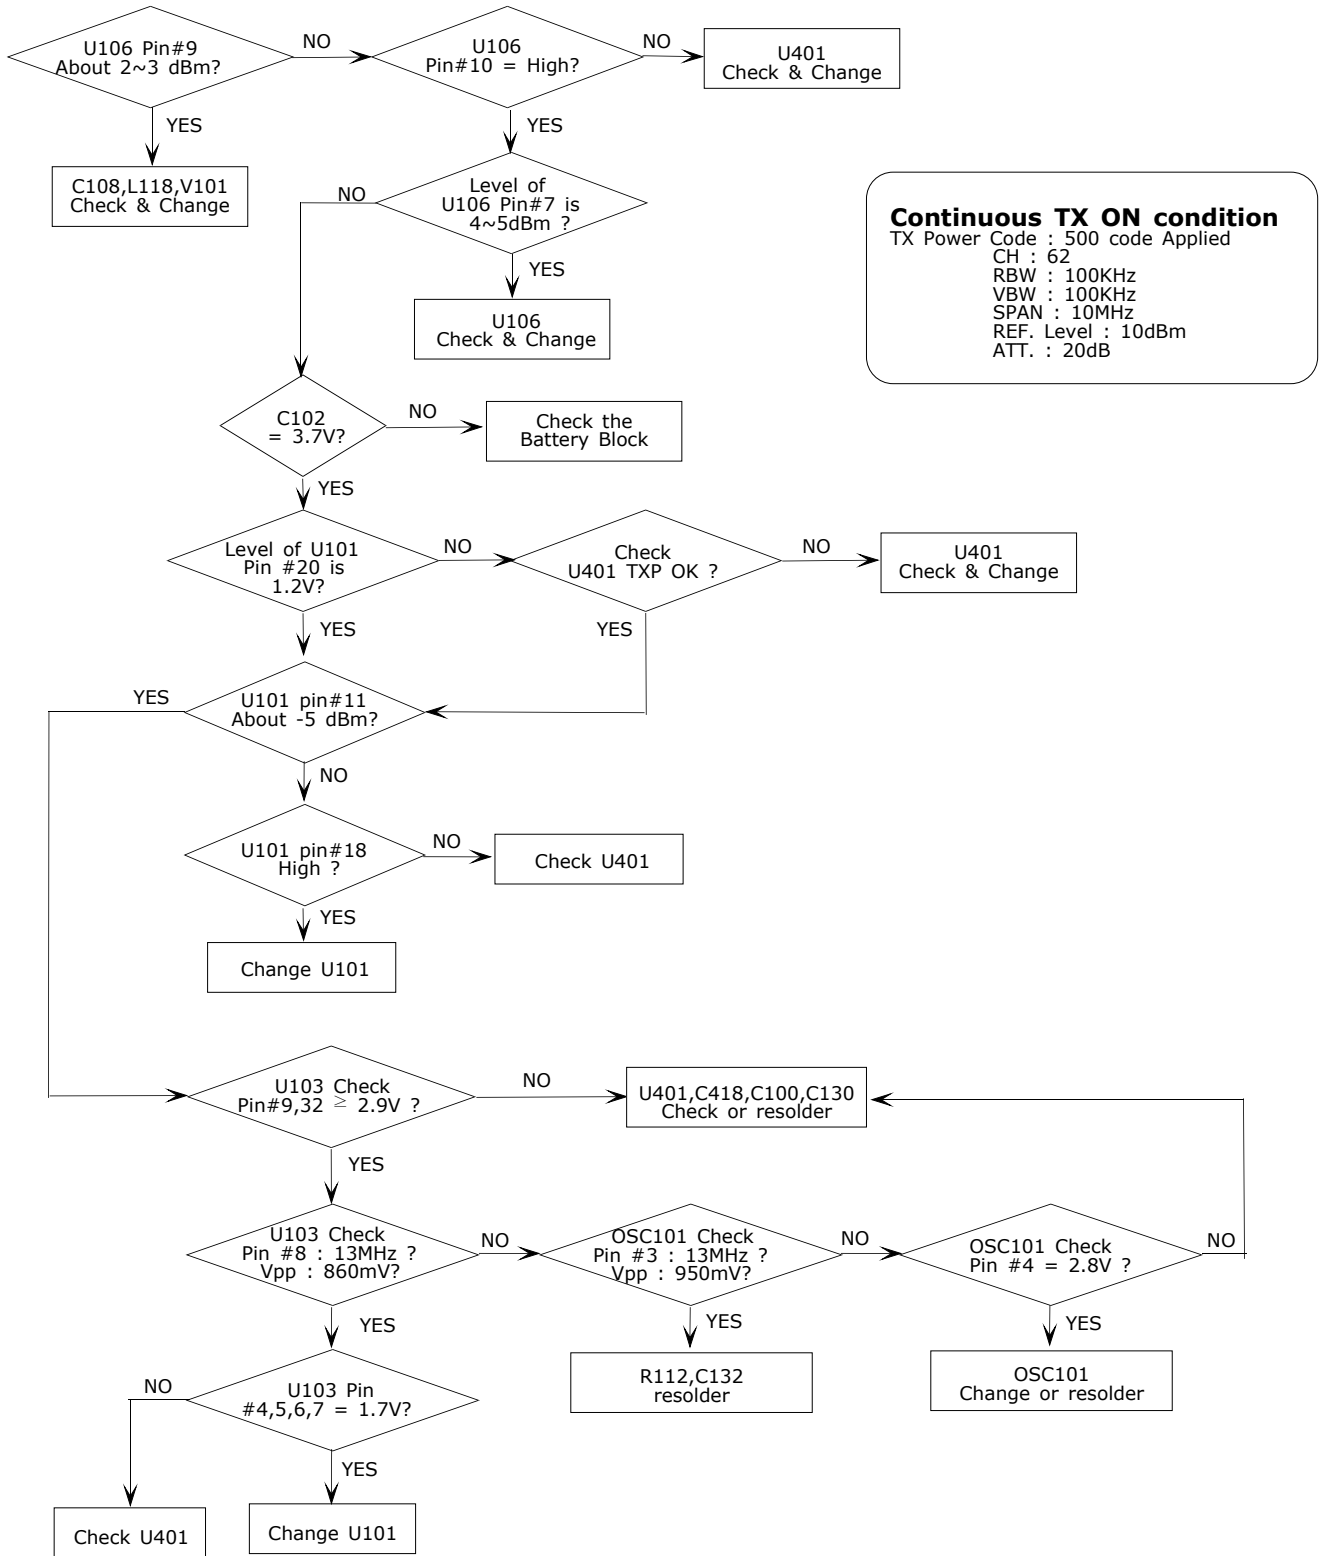 U106 Pin#9
About 2~3 dBm?
NO
U106
Pin#10 = High?
NO
U401
Check & Change
YES
C108,L118,V101
Check & Change
YES
Level of
U106 Pin#7 is
4~5dBm ?
NO
YES
U106
Check & Change
Continuous TX ON condition
TX Power Code : 500 code Applied
CH : 62
RBW : 100KHz
VBW : 100KHz
SPAN : 10MHz
REF. Level : 10dBm
ATT. : 20dB
C102
= 3.7V?
NO
Check the
Battery Block
YES
Level of U101
Pin #20 is
1.2V?
NO
Check
U401 TXP OK ?
NO
U401
Check & Change
YES
YES
U101 pin#11
About -5 dBm?
YES
NO
U101 pin#18
High ?
NO
Check U401
YES
Change U101
U103 Check
Pin#9,32 ≥ 2.9V ?
NO
U401,C418,C100,C130
Check or resolder
YES
U103 Check
Pin #8 : 13MHz ?
Vpp : 860mV?
NO
OSC101 Check
Pin #3 : 13MHz ?
Vpp : 950mV?
NO
OSC101 Check
Pin #4 = 2.8V ?
NO
YES
YES
R112,C132
resolder
YES
OSC101
Change or resolder
U103 Pin
#4,5,6,7 = 1.7V?
NO
YES
Check U401
Change U101